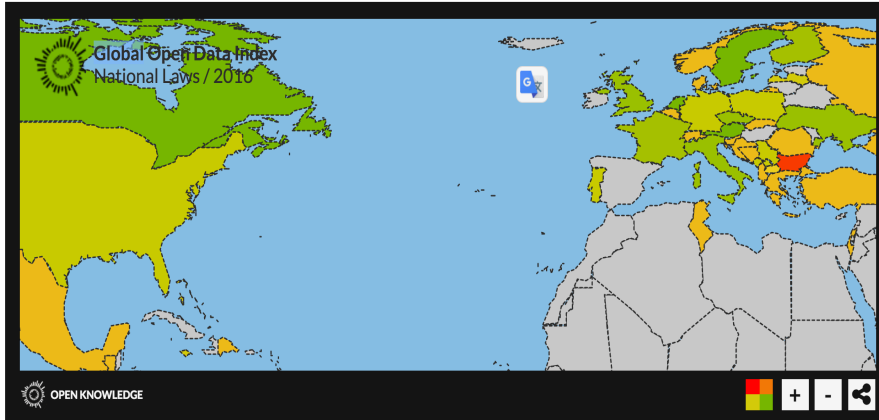 Global Open Data Index
National Laws / 2016
G
OPEN KNOWLEDGE
+
-